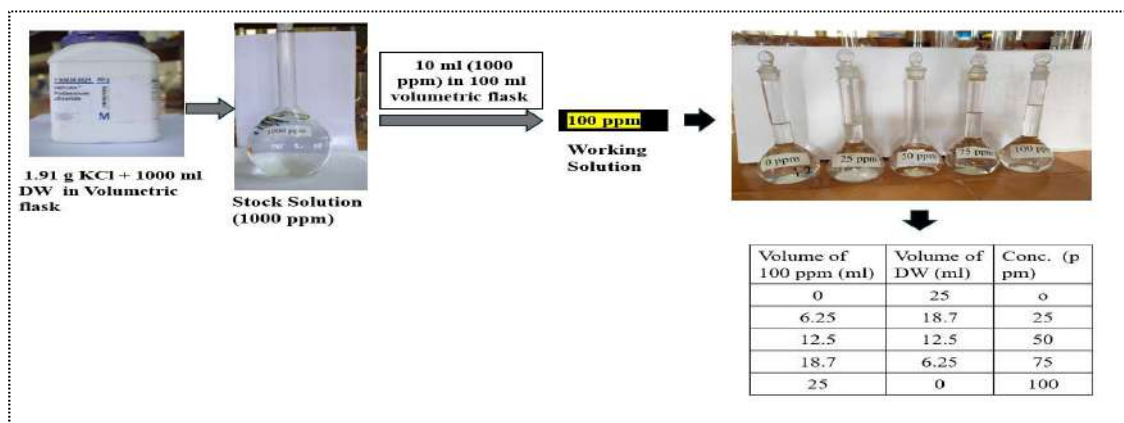 M
1.91 g KCl + 1000 ml
DW in Volumetric
flask
Stock Solution
(1000 ppm)
10 ml (1000
ppm) in 100 ml
volumetric flask
100 ppm
Working
Solution
0 ppm
25 ppm
50 ppm
75 ppm
100 ppm
Volume of
100 ppm (ml)
Volume of
DW (ml)
Conc. (p
pm)
0 25 o
6.25 18.7 25
12.5 12.5 50
18.7 6.25 75
25 0 100